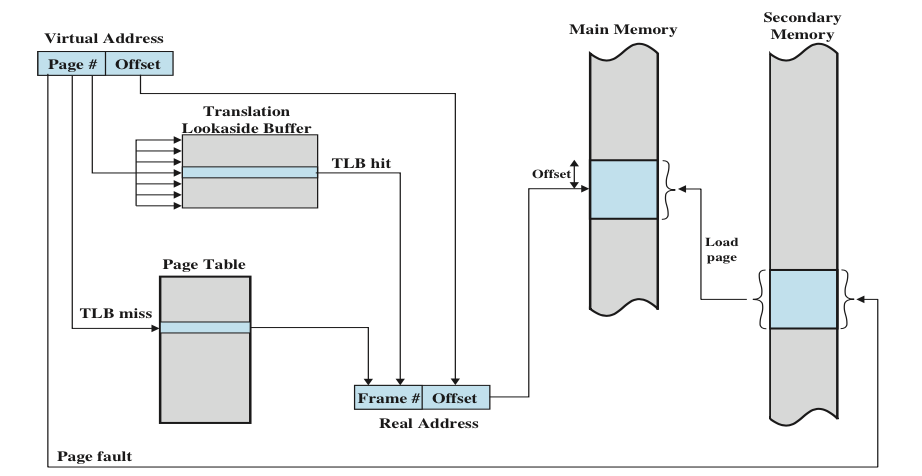 Virtual Address
Page #
Offset
Translation
Lookaside Buffer
TLB hit
Page Table
TLB miss
Frame #
Offset
Real Address
Main Memory
Offset
Secondary
Memory
Load
page
Page fault